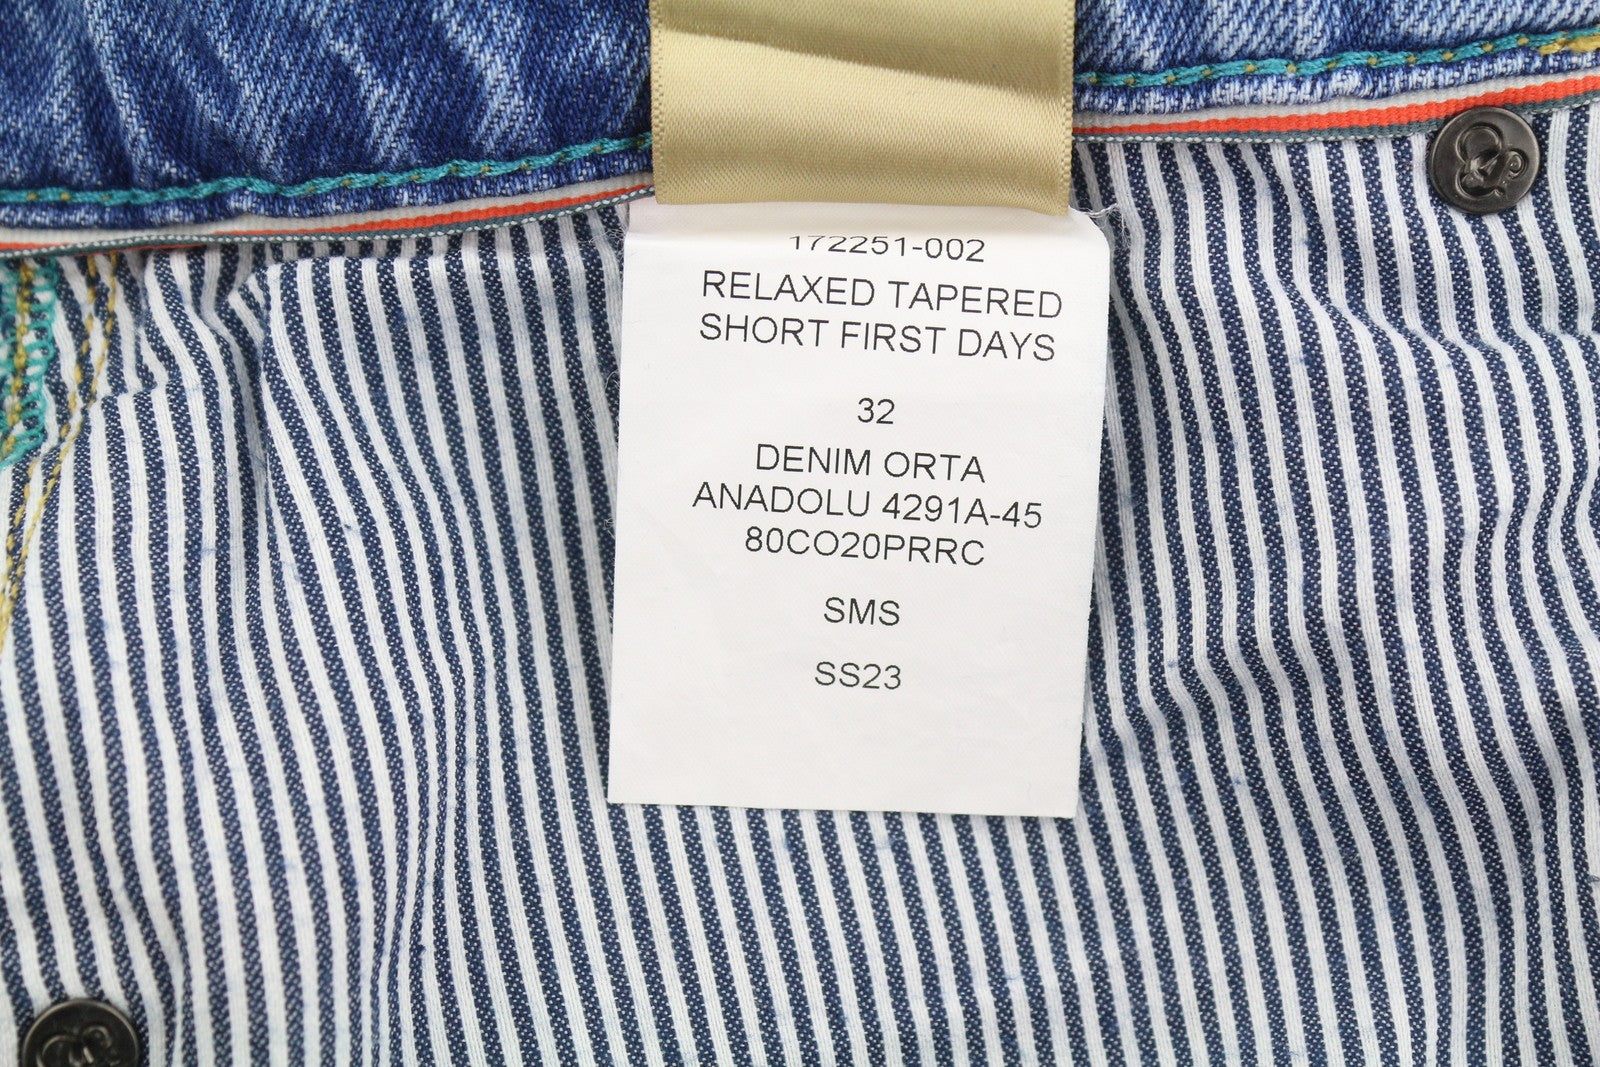 172251-002
RELAXED TAPERED
SHORT FIRST DAYS
32
DENIM ORTA
ANADOLU 4291A-45
80CO20PRRC
SMS
SS23